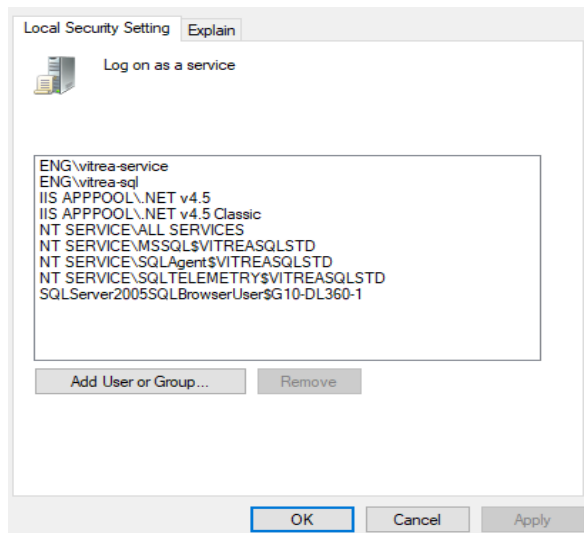 Local Security Setting
Explain
Log on as a service
ENG\vitrea-service
ENG\vitrea-sql
IIS APPPOOL\.NET v4.5
IIS APPPOOL\.NET v4.5 Classic
NT SERVICE\ALL SERVICES
NT SERVICE\MSSQL$VITREASQLSTD
NT SERVICE\SQLAgent$VITREASQLSTD
NT SERVICE\SQLTELEMETRY$VITREASQLSTD
SQLServer2005SQLBrowserUser$G10-DL360-1
Add User or Group...
Remove
OK
Cancel
Apply